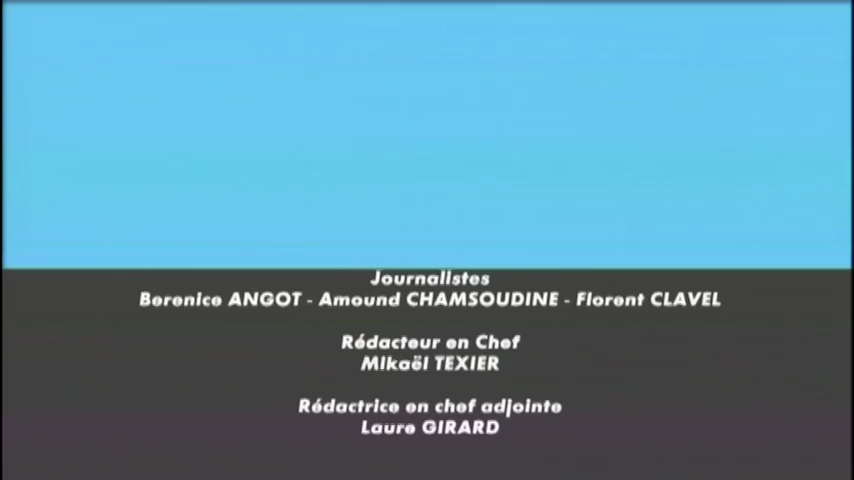 Journalistes
Berenice ANGOT - Amound CHAMSOUDINE - Florent CLAVEL
Rédacteur en Chef
Mikaël TEXIER
Rédactrice en chef adjointe
Laure GIRARD